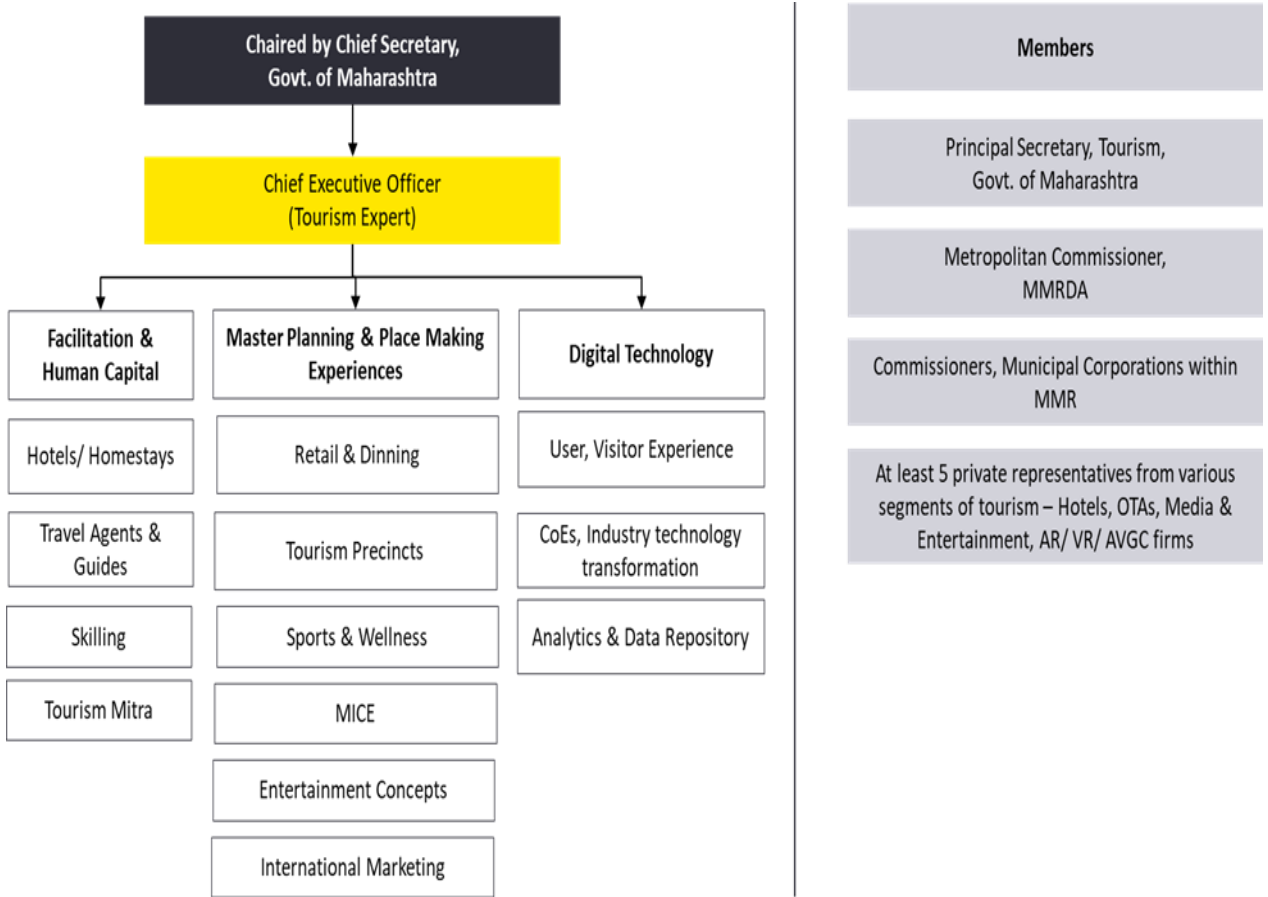 Chaired by Chief Secretary,
Govt. of Maharashtra
Chief Executive Officer
(Tourism Expert)
Facilitation &
Human Capital
Hotels/ Homestays
Travel Agents &
Guides
Skilling
Tourism Mitra
Master Planning & Place Making
Experiences
Retail & Dinning
Tourism Precincts
Sports & Wellness
MICE
Entertainment Concepts
International Marketing
Digital Technology
User, Visitor Experience
CoEs, Industry technology
transformation
Analytics & Data Repository
Members
Principal Secretary, Tourism,
Govt. of Maharashtra
Metropolitan Commissioner,
MMRDA
Commissioners, Municipal Corporations within
MMR
At least 5 private representatives from various
segments of tourism – Hotels, OTAs, Media &
Entertainment, AR/ VR/ AVGC firms